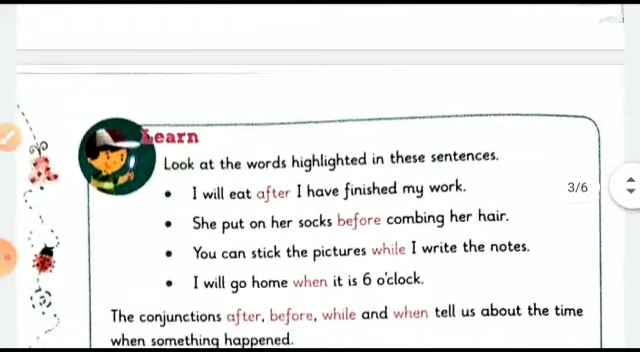 Learn
Look at the words highlighted in these sentences.
• I will eat after I have finished my work.
3/6
• She put on her socks before combing her hair.
• You can stick the pictures while I write the notes.
• I will go home when it is 6 o'clock.
The conjunctions after, before, while and when tell us about the time
when something happened.